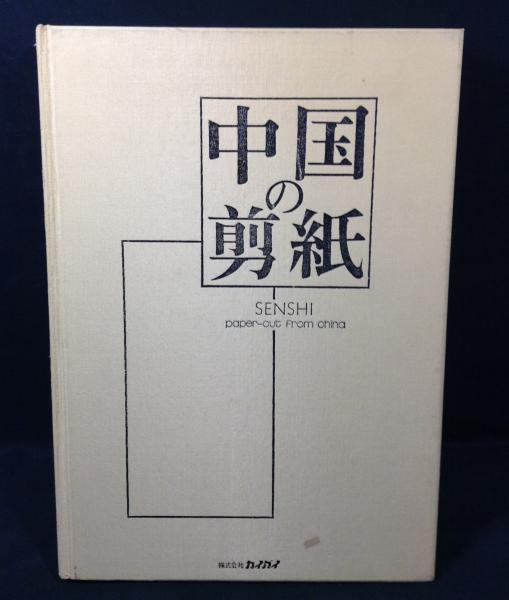 中国
の
剪紙
SENSHI
paper-cut from china
株式会社 カイガイ